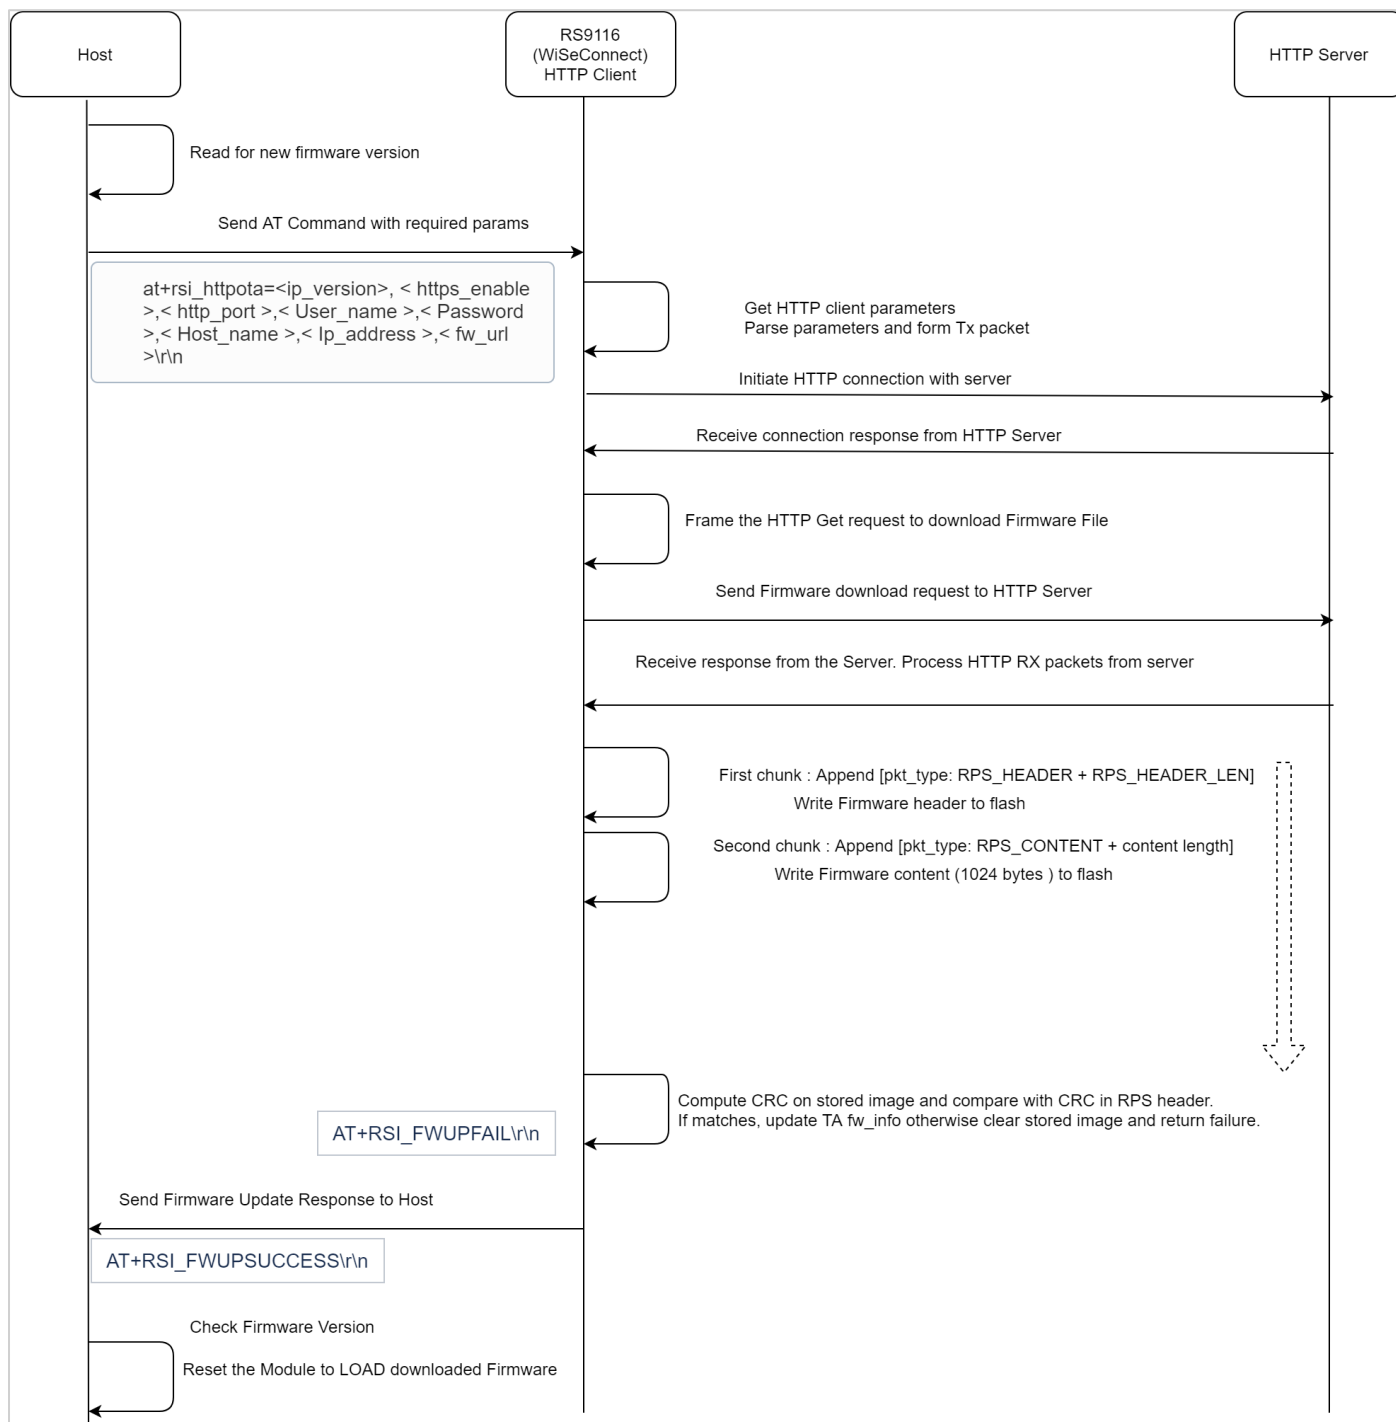 Host
RS9116
(WiSeConnect)
HTTP Client
HTTP Server
Read for new firmware version
Send AT Command with required params
at+rsi_httpota=<ip_version>, < https_enable
>,< http_port >,< User_name >,< Password
>,< Host_name >,< Ip_address >,< fw_url
>\r\n
Get HTTP client parameters
Parse parameters and form Tx packet
Initiate HTTP connection with server
Receive connection response from HTTP Server
Frame the HTTP Get request to download Firmware File
Send Firmware download request to HTTP Server
Receive response from the Server. Process HTTP RX packets from server
First chunk : Append [pkt_type: RPS_HEADER + RPS_HEADER_LEN]
Write Firmware header to flash
Second chunk : Append [pkt_type: RPS_CONTENT + content length]
Write Firmware content (1024 bytes ) to flash
Compute CRC on stored image and compare with CRC in RPS header.
If matches, update TA fw_info otherwise clear stored image and return failure.
AT+RSI_FWUPFAIL\r\n
Send Firmware Update Response to Host
AT+RSI_FWUPSUCCESS\r\n
Check Firmware Version
Reset the Module to LOAD downloaded Firmware